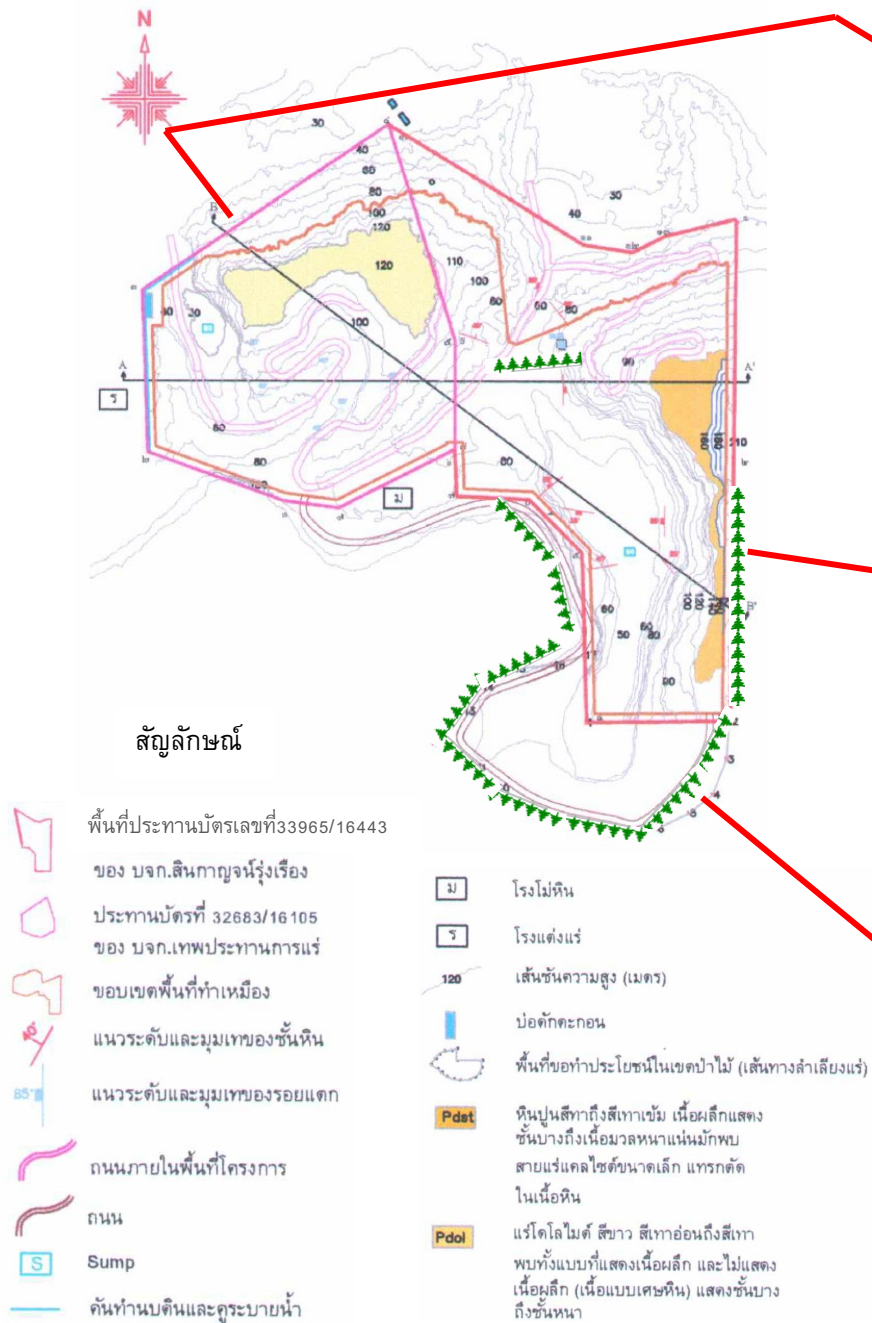 N
30
40
60
80
100
120
30
40
B
120
110
100
80
60
80
40
30
100
90
A
A'
ร
60
160
180
210
80
80
ม
B'
60
50
60
80
100
120
90
17
2
3
4
สัญลักษณ์
พื้นที่ประทานบัตรเลขที่33965/16443
ของ บจก.สินกาญจน์รุ่งเรือง
ประทานบัตรที่ 32683/16105
ของ บจก.เทพประทานการแร่
ขอบเขตพื้นที่ทำเหมือง
40°
แนวระดับและมุมเทของชั้นหิน
85°
แนวระดับและมุมเทของรอยแตก
ถนนภายในพื้นที่โครงการ
ถนน
S
Sump
คันทำนบดินและคูระบายน้ำ
ม
โรงโม่หิน
ร
โรงแต่งแร่
120
เส้นชั้นความสูง (เมตร)
บ่อดักตะกอน
พื้นที่ขอทำประโยชน์ในเขตป่าไม้ (เส้นทางลำเลียงแร่)
Pdst
หินปูนสีเทาถึงสีเทาเข้ม เนื้อผลึกแสดง
ชั้นบางถึงเนื้อมวลหนาแน่นมักพบ
สายแร่แคลไซต์ขนาดเล็ก แทรกตัด
ในเนื้อหิน
Pdol
แร่โดโลไมต์ สีขาว สีเทาอ่อนถึงสีเทา
พบทั้งแบบที่แสดงเนื้อผลึก และไม่แสดง
เนื้อผลึก (เนื้อแบบเศษหิน) แสดงชั้นบาง
ถึงชั้นหนา